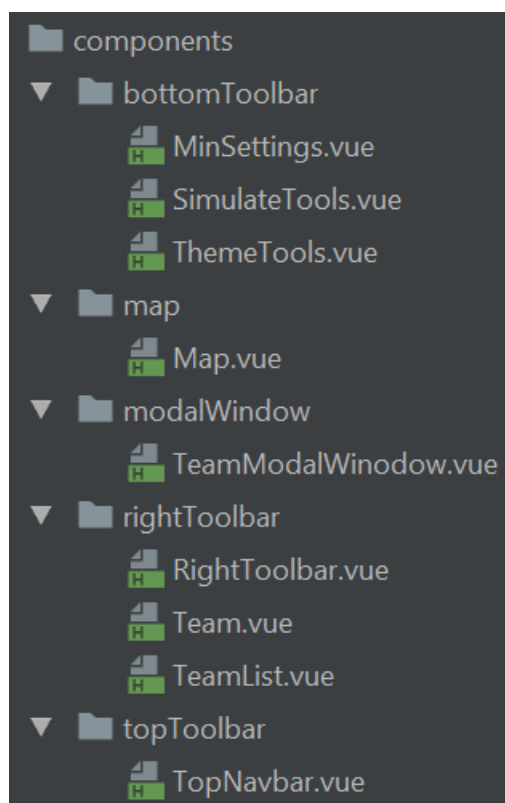 components
bottomToolbar
H MinSettings.vue
H SimulateTools.vue
H ThemeTools.vue
map
H Map.vue
modalWindow
H TeamModalWinodow.vue
rightToolbar
H RightToolbar.vue
H Team.vue
H TeamList.vue
topToolbar
H TopNavbar.vue